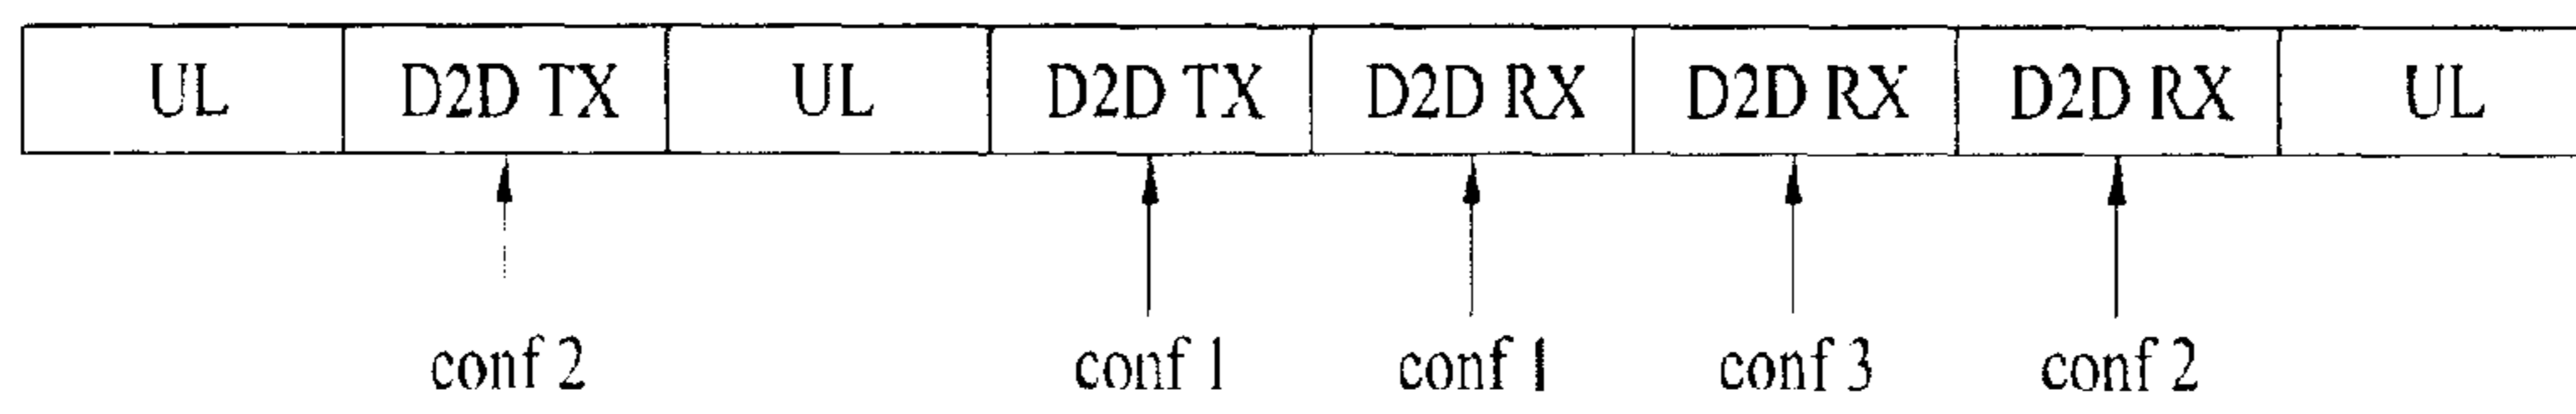 UL D2D TX UL D2D TX D2D RX D2D RX D2D RX UL
conf 2 conf 1 conf 1 conf 3 conf 2